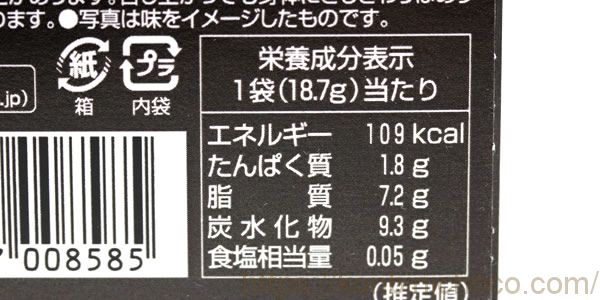 ります。●写真は味をイメージしたものです。
紙
プラ
箱
内袋
.jp)
栄養成分表示
1袋(18.7g)当たり
エネルギー 109 kcal
たんぱく質 1.8 g
脂質 7.2 g
炭水化物 9.3 g
食塩相当量 0.05 g
(推定値)
7 008585